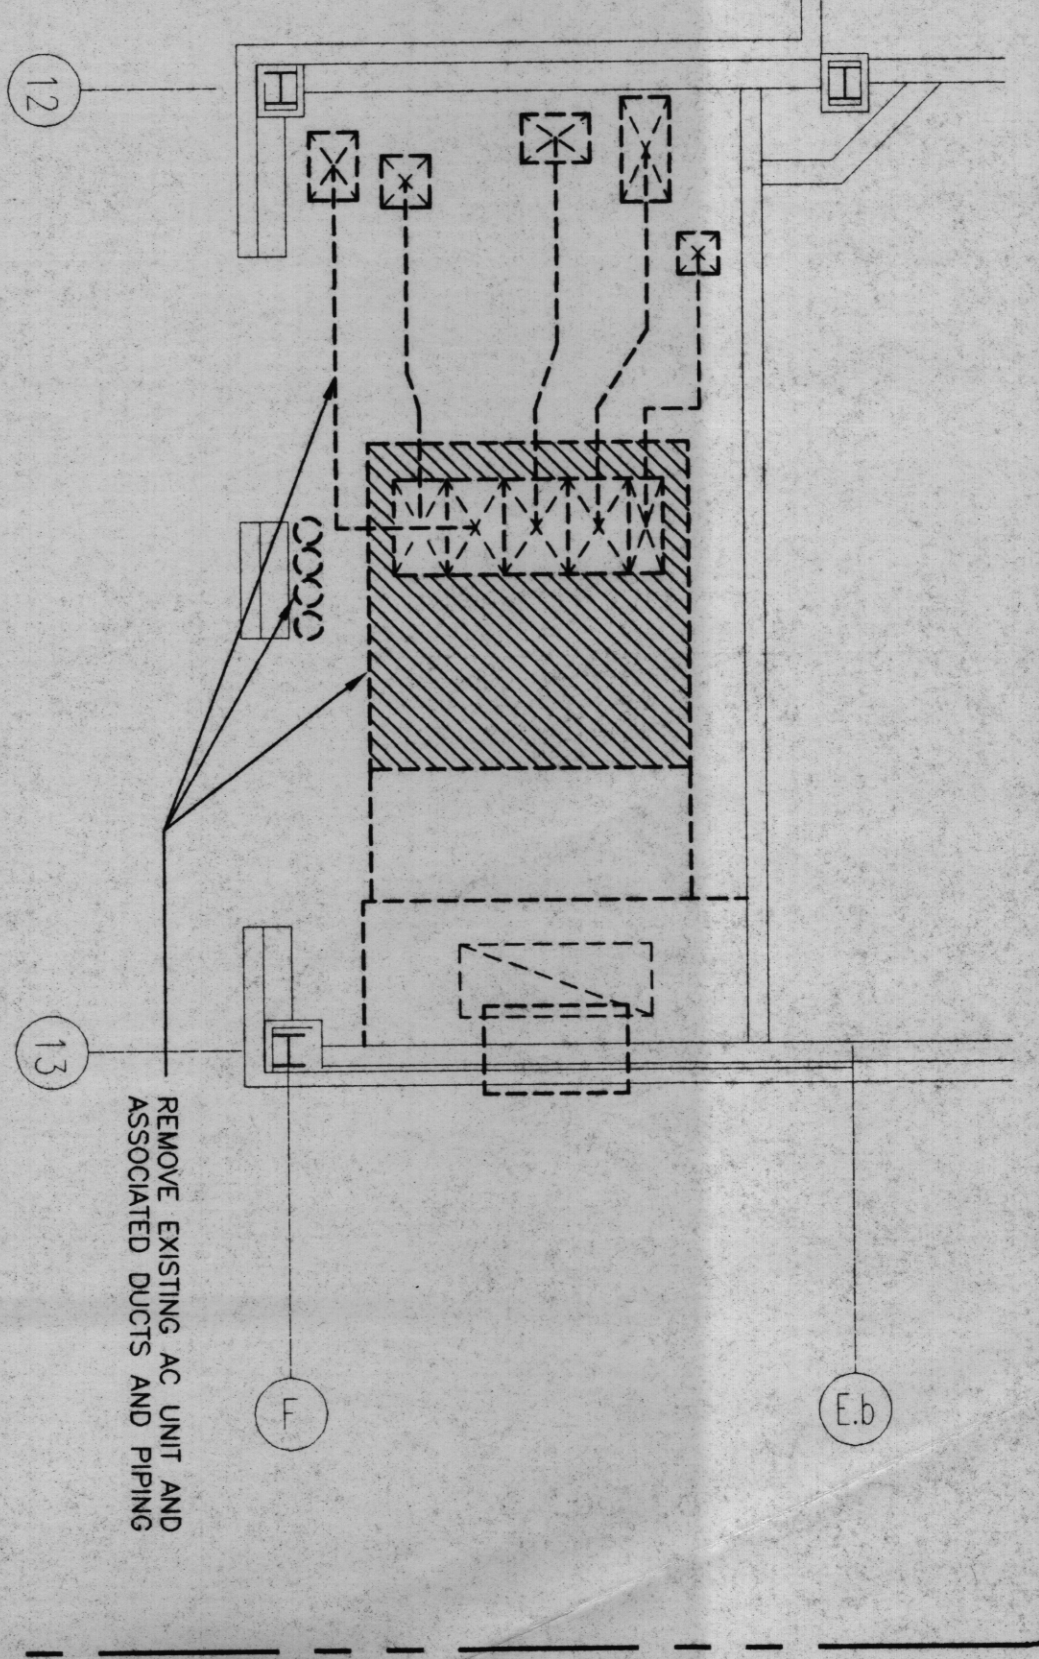 12
13
REMOVE EXISTING AC UNIT AND
ASSOCIATED DUCTS AND PIPING
F
E.b